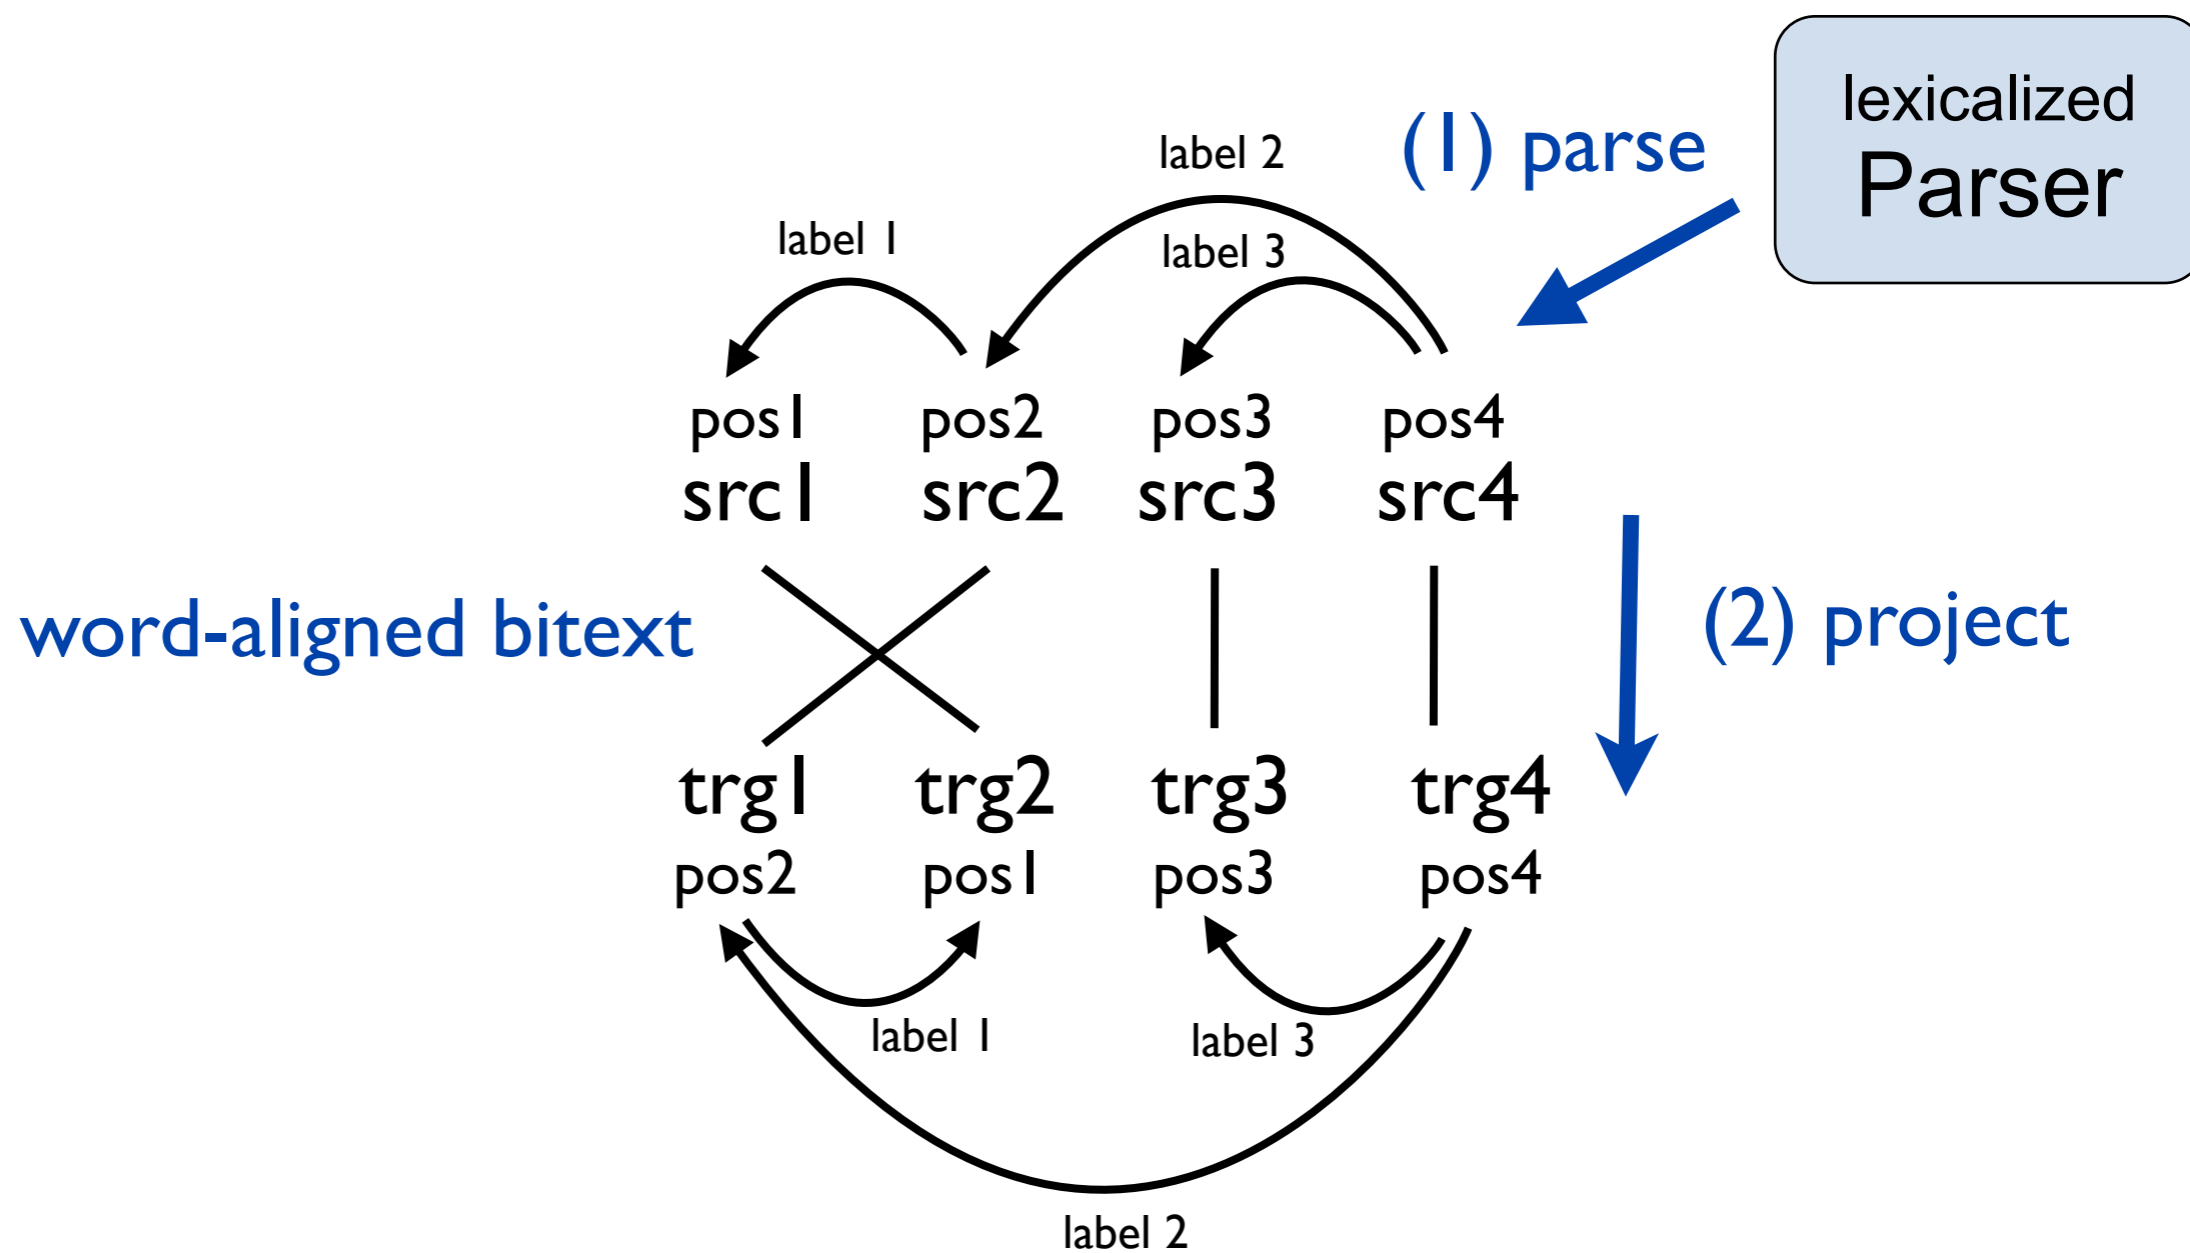 lexicalized
Parser
(1) parse
label 2
label 1
label 3
pos1 pos2 pos3 pos4
src1 src2 src3 src4
word-aligned bitext
(2) project
trg1 trg2 trg3 trg4
pos2 pos1 pos3 pos4
label 1
label 3
label 2